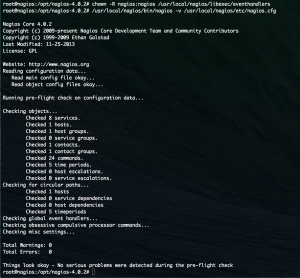 root@nagios:/opt/nagios-4.0.2# chown -R nagios:nagios /usr/local/nagios/libexec/eventhandlers
root@nagios:/opt/nagios-4.0.2# /usr/local/nagios/bin/nagios -v /usr/local/nagios/etc/nagios.cfg
Nagios Core 4.0.2
Copyright (c) 2009-present Nagios Core Development Team and Community Contributors
Copyright (c) 1999-2009 Ethan Galstad
Last Modified: 11-25-2013
License: GPL
Website: http://www.nagios.org
Reading configuration data...
Read main config file okay...
Read object config files okay...
Running pre-flight check on configuration data...
Checking objects...
Checked 8 services.
Checked 1 hosts.
Checked 1 host groups.
Checked 0 service groups.
Checked 1 contacts.
Checked 1 contact groups.
Checked 24 commands.
Checked 5 time periods.
Checked 0 host escalations.
Checked 0 service escalations.
Checking for circular paths...
Checked 1 hosts
Checked 0 service dependencies
Checked 0 host dependencies
Checked 5 timeperiods
Checking global event handlers...
Checking obsessive compulsive processor commands...
Checking misc settings...
Total Warnings: 0
Total Errors: 0
Things look okay - No serious problems were detected during the pre-flight check
root@nagios:/opt/nagios-4.0.2#